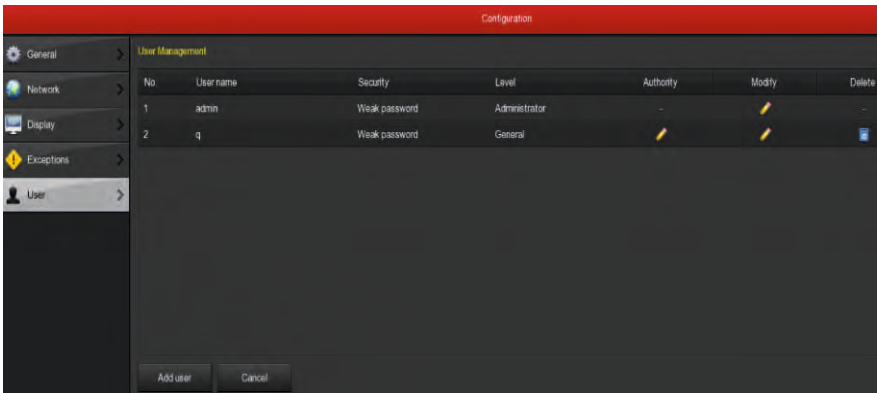 Configuration
General
Network
Display
Exceptions
User
User Management
No. User name Security Level Authority Modify Delete
1 admin Weak password Administrator - -
2 q Weak password General
Add user Cancel